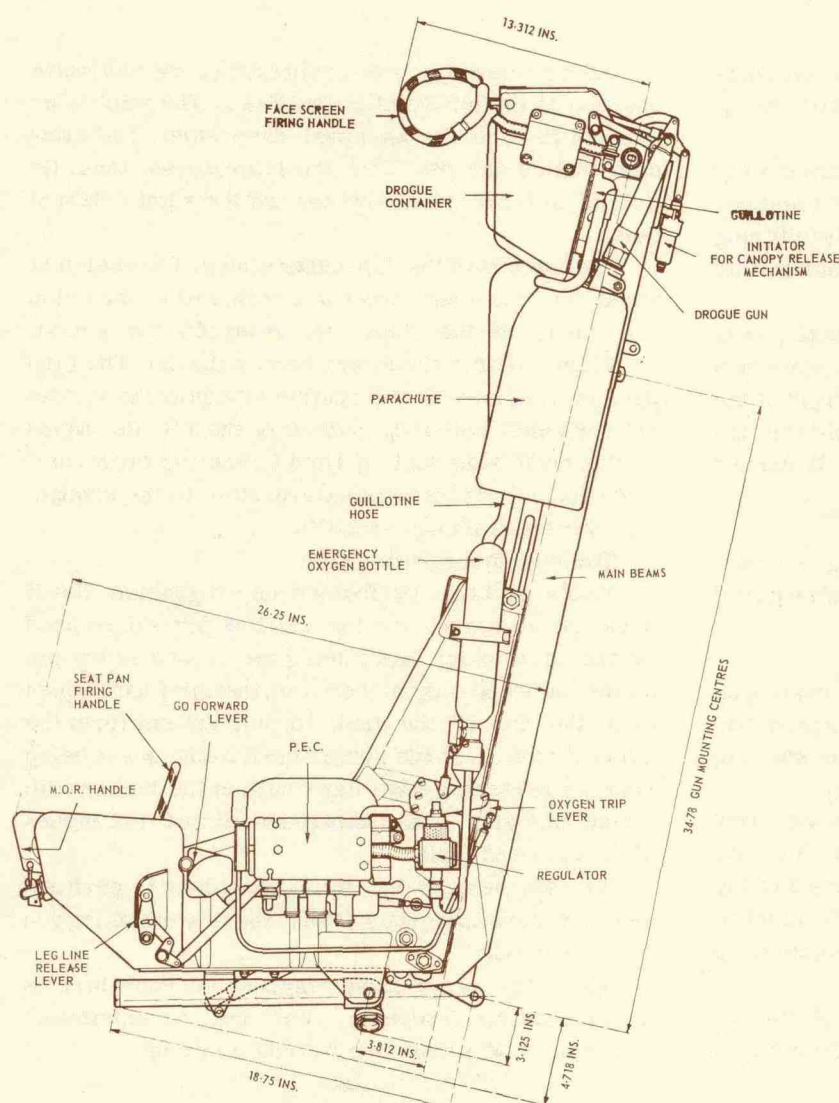 13·312 INS.
FACE SCREEN
FIRING HANDLE
DROGUE
CONTAINER
GUILLOTINE
INITIATOR
FOR CANOPY RELEASE
MECHANISM
DROGUE GUN
PARACHUTE
GUILLOTINE
HOSE
EMERGENCY
OXYGEN BOTTLE
MAIN BEAMS
26·25 INS.
34·78 GUN MOUNTING CENTRES
SEAT PAN
FIRING
HANDLE
GO FORWARD
LEVER
P.E.C.
M.O.R. HANDLE
OXYGEN TRIP
LEVER
REGULATOR
LEG LINE
RELEASE
LEVER
3·812 INS.
3·125 INS.
4·718 INS.
18·75 INS.